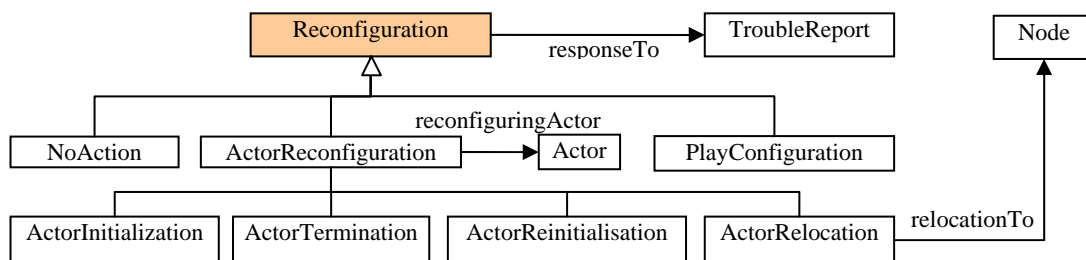 Reconfiguration
responseTo
TroubleReport
Node
reconfiguringActor
NoAction
ActorReconfiguration
Actor
PlayConfiguration
ActorInitialization
ActorTermination
ActorReinitialisation
ActorRelocation
relocationTo